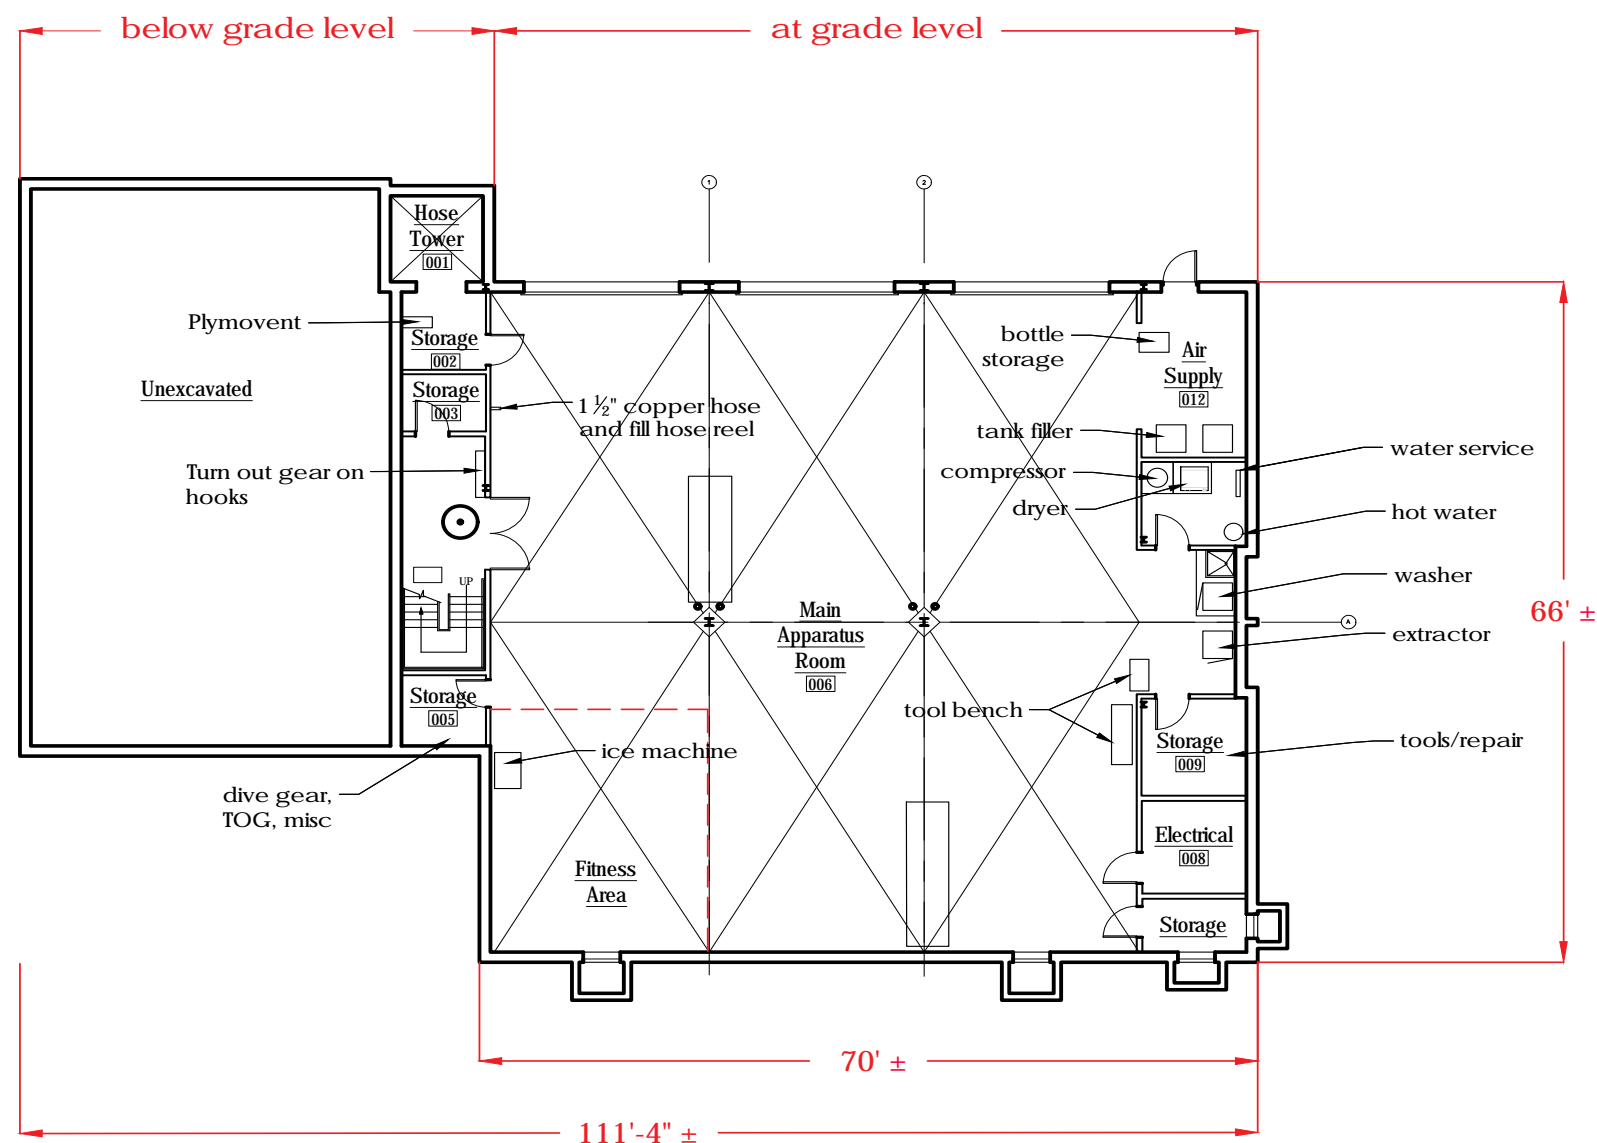 below grade level
at grade level
1
2
Hose
Tower
001
Plymovent
Storage
002
bottle
storage
Air
Supply
012
Unexcavated
Storage
003
1 ½" copper hose
and fill hose reel
tank filler
water service
Turn out gear on
hooks
compressor
dryer
hot water
UP
washer
Main
Apparatus
Room
006
66' ±
A
extractor
Storage
005
tool bench
Storage
009
tools/repair
ice machine
dive gear,
TOG, misc
Electrical
008
Fitness
Area
Storage
70' ±
111'-4" ±